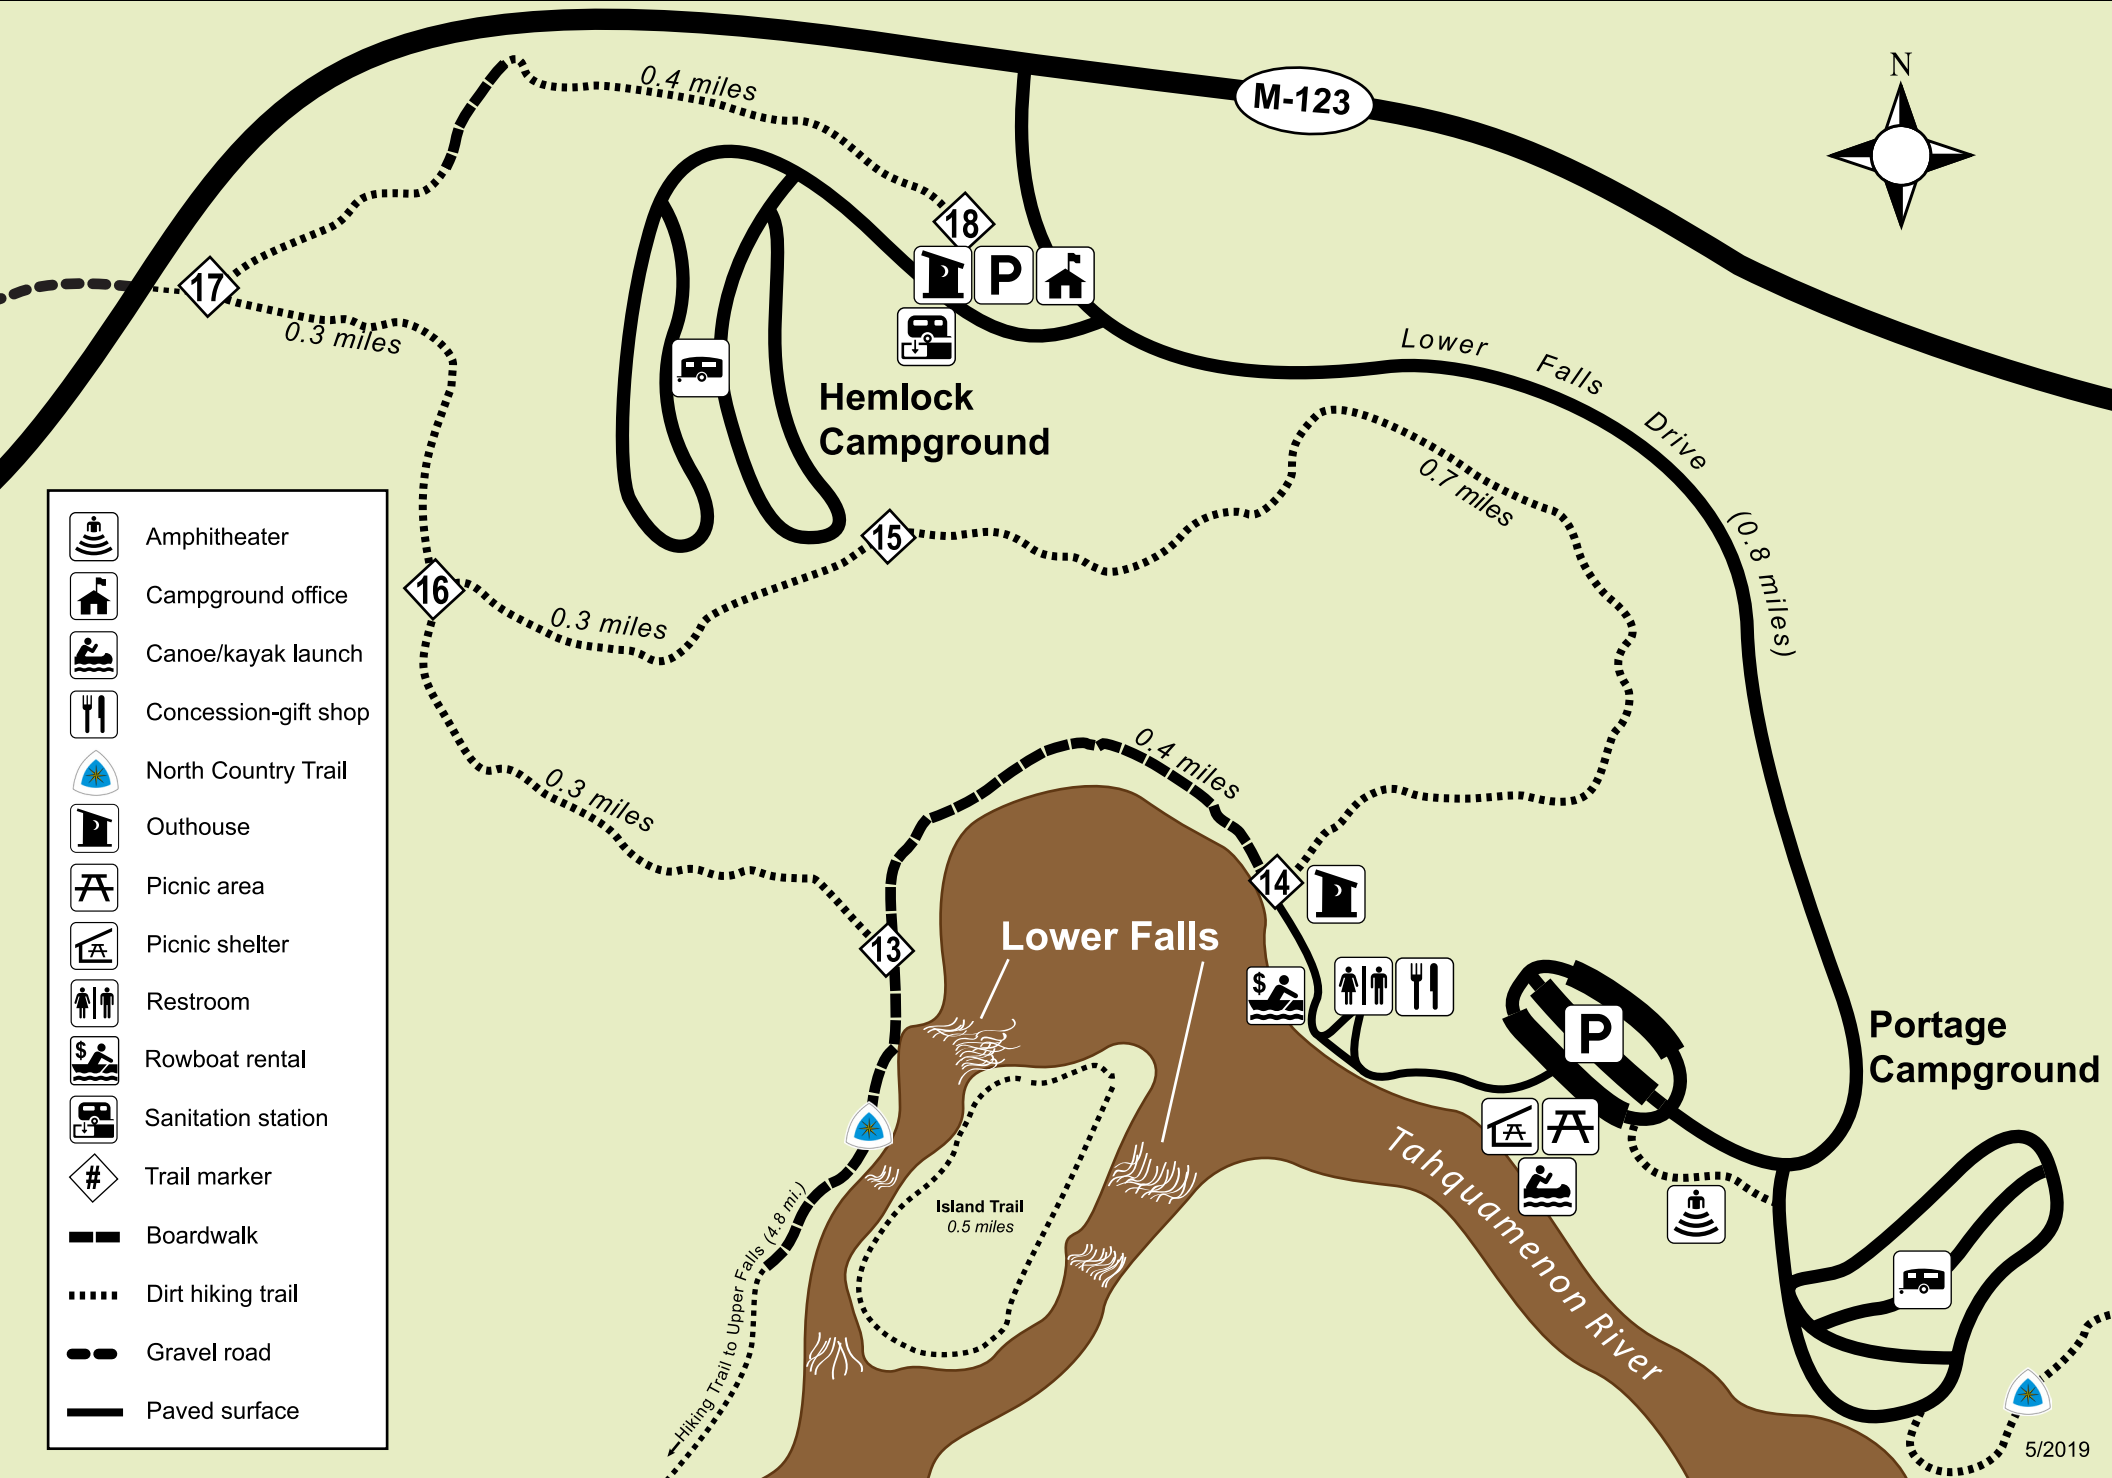 N
M-123
0.4 miles
18
P
17
0.3 miles
Lower Falls Drive (0.8 miles)
Hemlock
Campground
0.7 miles
15
16
0.3 miles
0.3 miles
0.4 miles
14
13
Lower Falls
$
P
Portage
Campground
Tahquamenon River
Island Trail
0.5 miles
Hiking Trail to Upper Falls (4.8 mi.)
Amphitheater
Campground office
Canoe/kayak launch
Concession-gift shop
North Country Trail
Outhouse
Picnic area
Picnic shelter
Restroom
$
Rowboat rental
Sanitation station
#
Trail marker
Boardwalk
Dirt hiking trail
Gravel road
Paved surface
5/2019